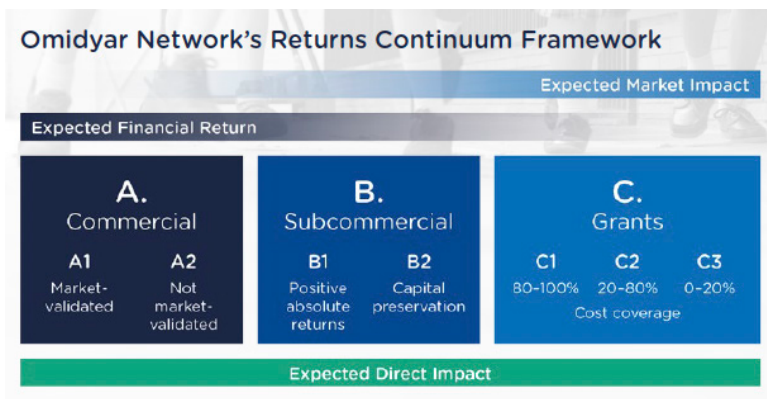 Omidyar Network's Returns Continuum Framework
Expected Market Impact
Expected Financial Return
A.
Commercial
A1
Market-
validated
A2
Not
market-
validated
B.
Subcommercial
B1
Positive
absolute
returns
B2
Capital
preservation
C.
Grants
C1
80–100%
C2
20–80%
C3
0–20%
Cost coverage
Expected Direct Impact